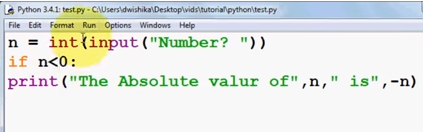 Python 3.4.1: test.py - C:\Users\dwishika\Desktop\vids\tutorial\python\test.py
File Edit Format Run Options Windows Help
n = int(input("Number? "))
if n<0:
print("The Absolute valur of",n," is",-n)